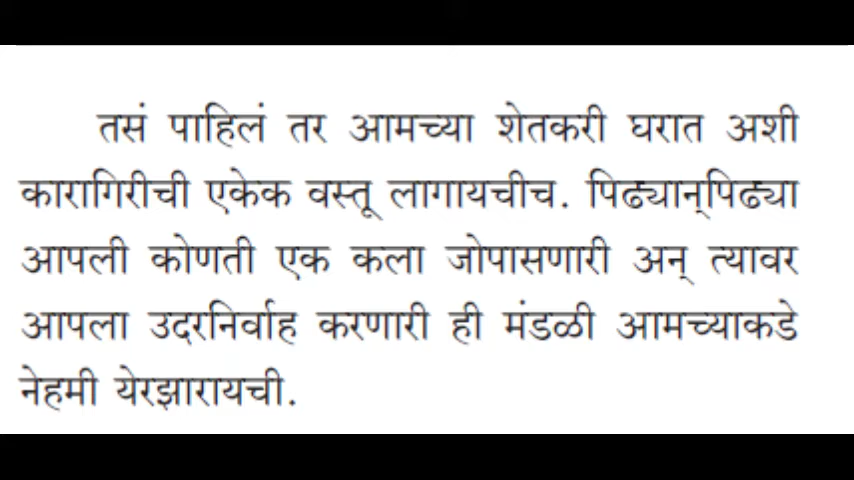 तसं पाहिलं तर आमच्या शेतकरी घरात अशी
कारागिरीची एकेक वस्तू लागायचीच. पिढ्यान्‌पिढ्या
आपली कोणती एक कला जोपासणारी अन् त्यावर
आपला उदरनिर्वाह करणारी ही मंडळी आमच्याकडे
नेहमी येरझारायची.